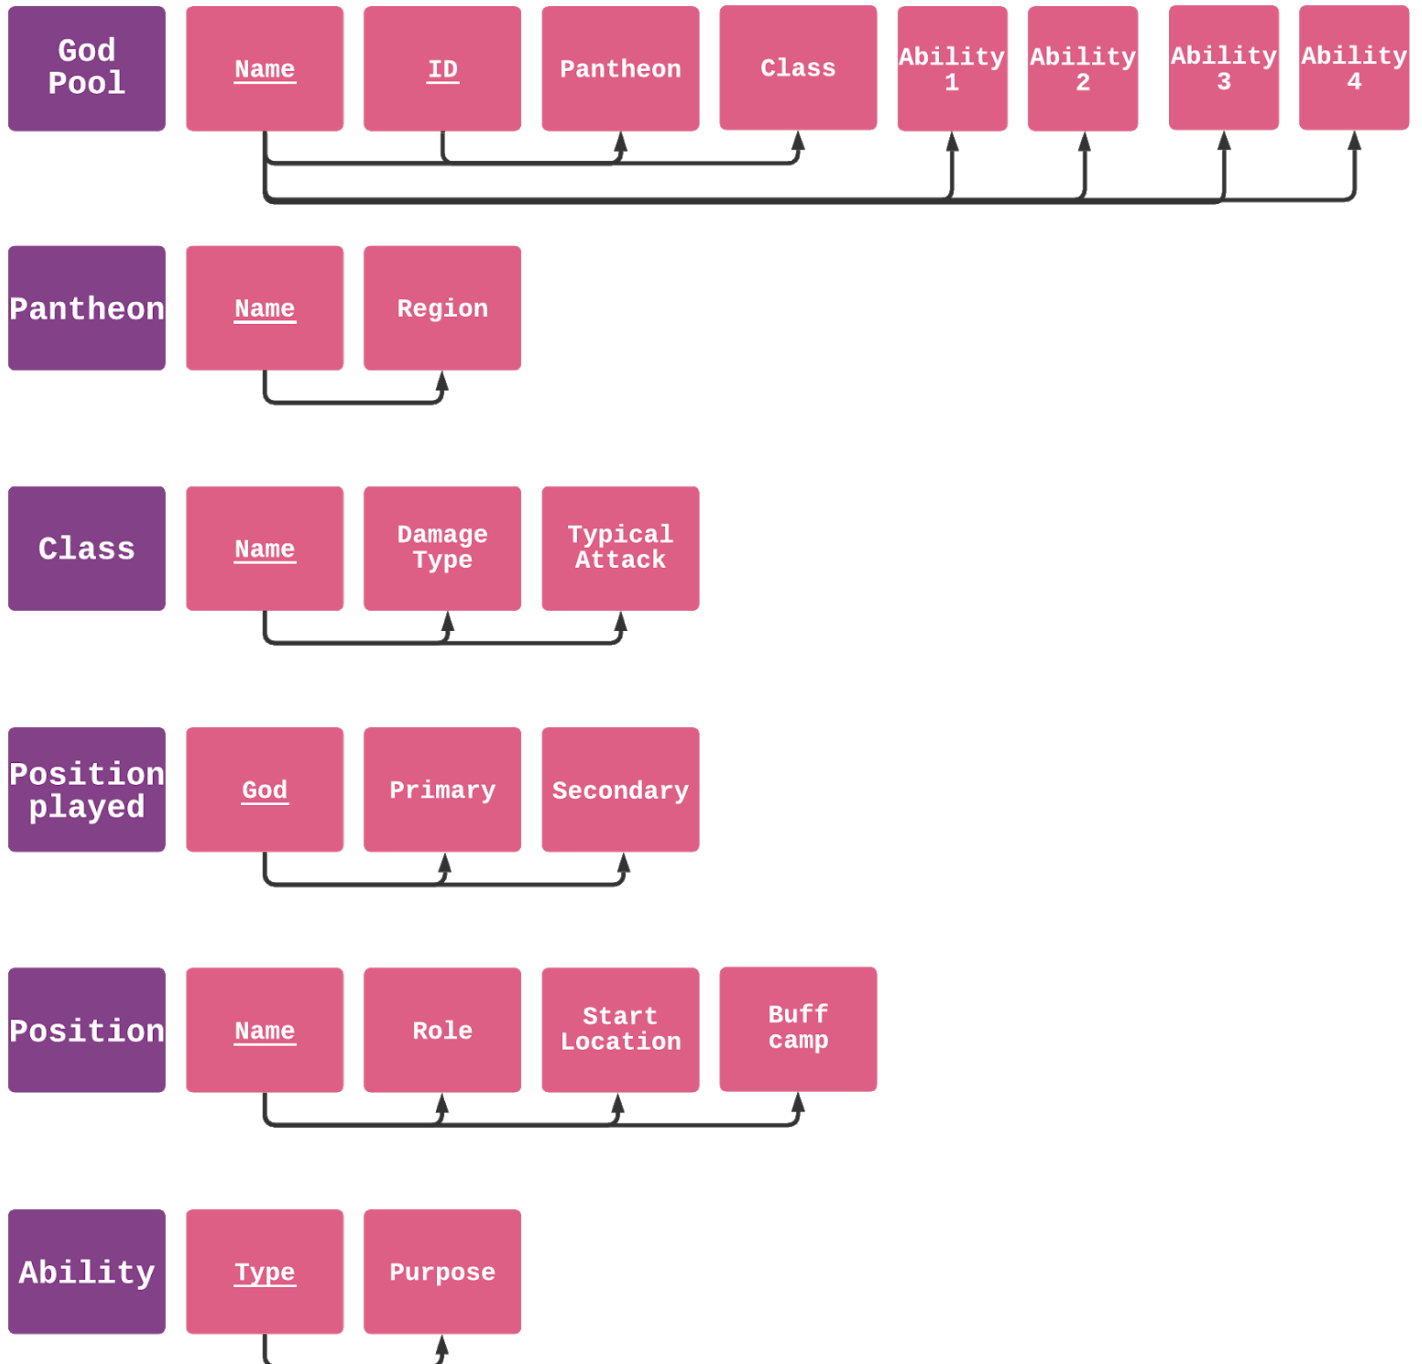 God
Pool
Name
ID
Pantheon
Class
Ability
1
Ability
2
Ability
3
Ability
4
Pantheon
Name
Region
Class
Name
Damage
Type
Typical
Attack
Position
played
God
Primary
Secondary
Position
Name
Role
Start
Location
Buff
camp
Ability
Type
Purpose